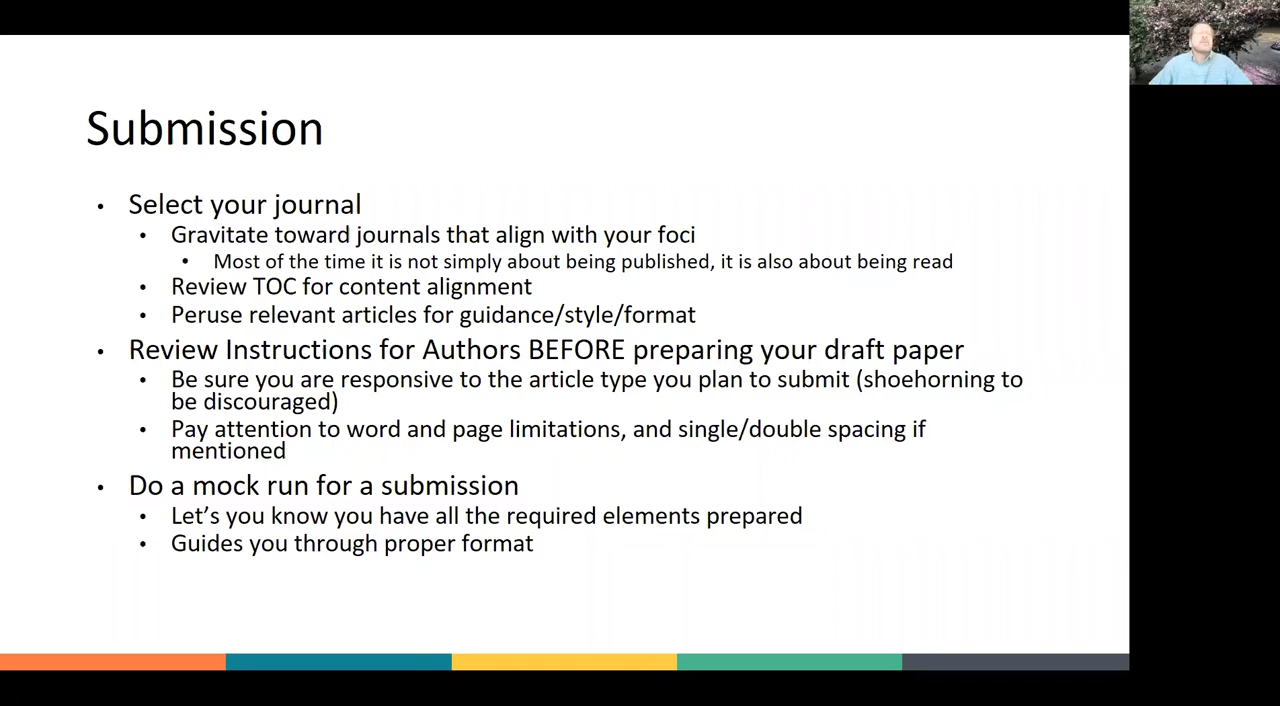 Submission
• Select your journal
• Gravitate toward journals that align with your foci
• Most of the time it is not simply about being published, it is also about being read
• Review TOC for content alignment
• Peruse relevant articles for guidance/style/format
• Review Instructions for Authors BEFORE preparing your draft paper
• Be sure you are responsive to the article type you plan to submit (shoehorning to
be discouraged)
• Pay attention to word and page limitations, and single/double spacing if
mentioned
• Do a mock run for a submission
• Let’s you know you have all the required elements prepared
• Guides you through proper format